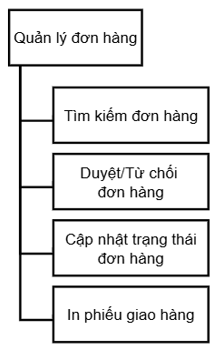 Quản lý đơn hàng
Tìm kiếm đơn hàng
Duyệt/Từ chối
đơn hàng
Cập nhật trạng thái
đơn hàng
In phiếu giao hàng